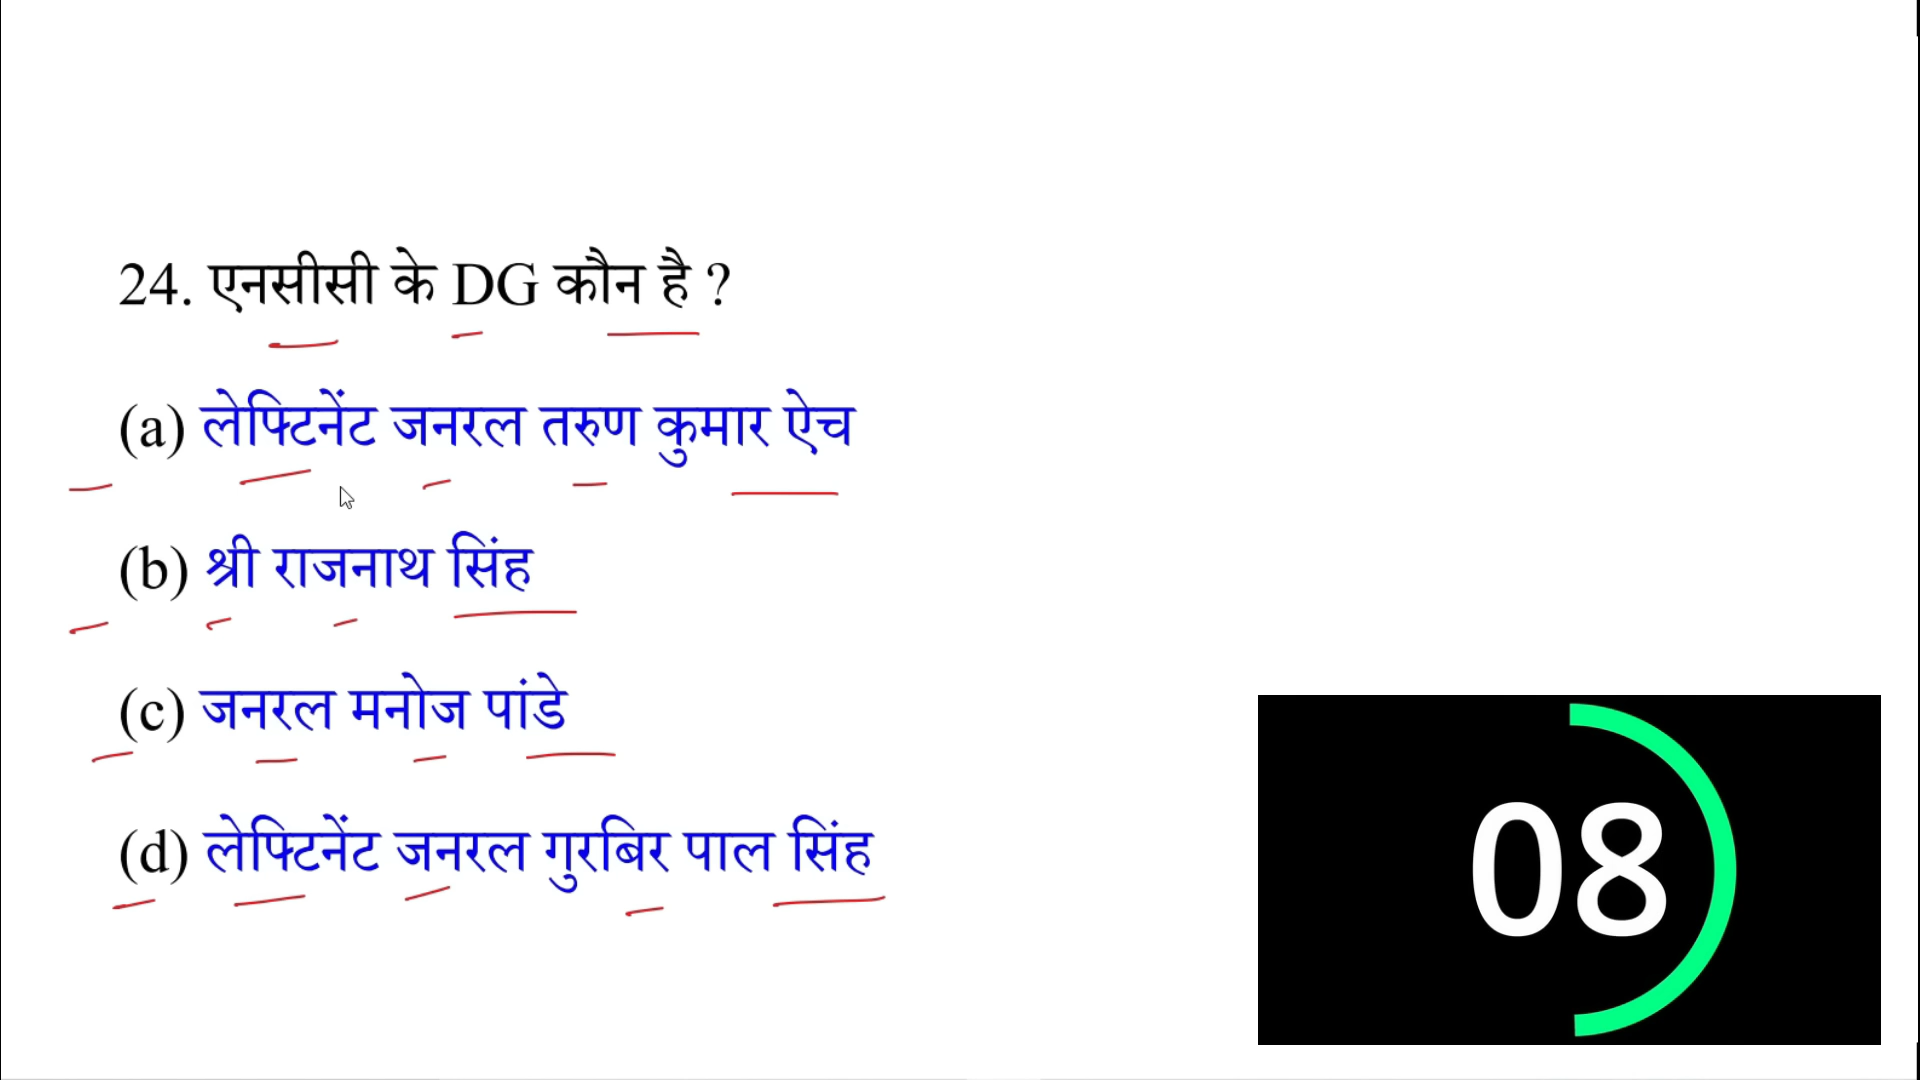 24. एनसीसी के DG कौन है ?
(a) लेफ्टिनेंट जनरल तरुण कुमार ऐच
(b) श्री राजनाथ सिंह
(c) जनरल मनोज पांडे
(d) लेफ्टिनेंट जनरल गुरबिर पाल सिंह
08